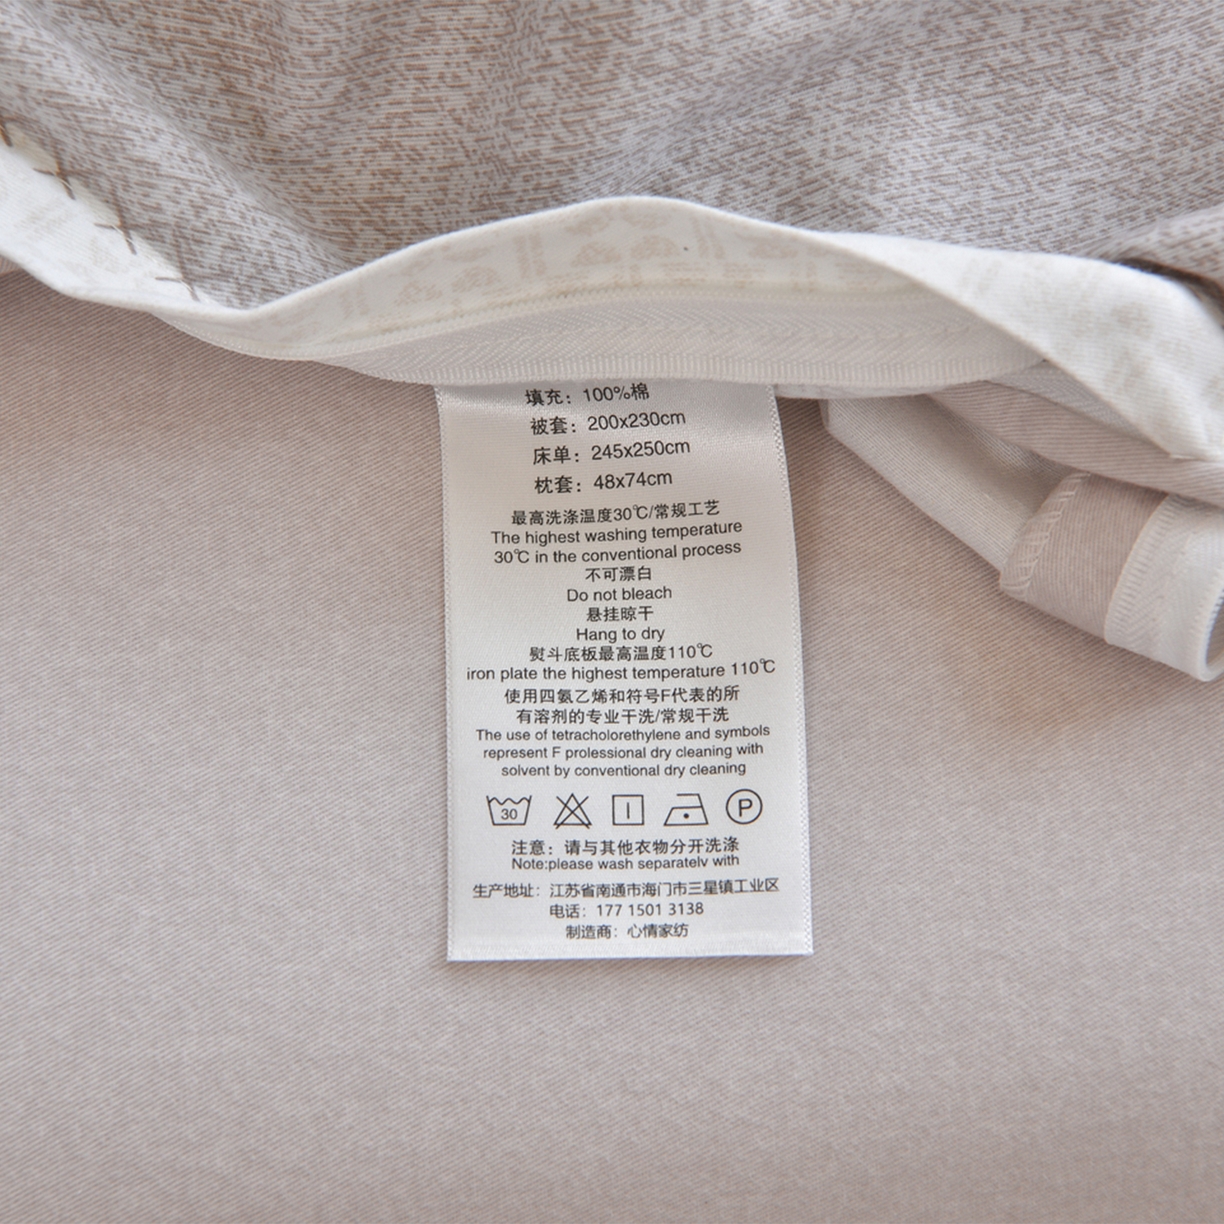 填充：100%棉
被套：200x230cm
床单：245x250cm
枕套：48x74cm
最高洗涤温度30℃/常规工艺
The highest washing temperature
30℃ in the conventional process
不可漂白
Do not bleach
悬挂晾干
Hang to dry
熨斗底板最高温度110℃
iron plate the highest temperature 110℃
使用四氨乙烯和符号F代表的所
有溶剂的专业干洗/常规干洗
The use of tetracholorethylene and symbols
represent F prolessional dry cleaning with
solvent by conventional dry cleaning
30 P
注意：请与其他衣物分开洗涤
Note:please wash separately with
生产地址：江苏省南通市海门市三星镇工业区
电话：177 1501 3138
制造商：心情家纺